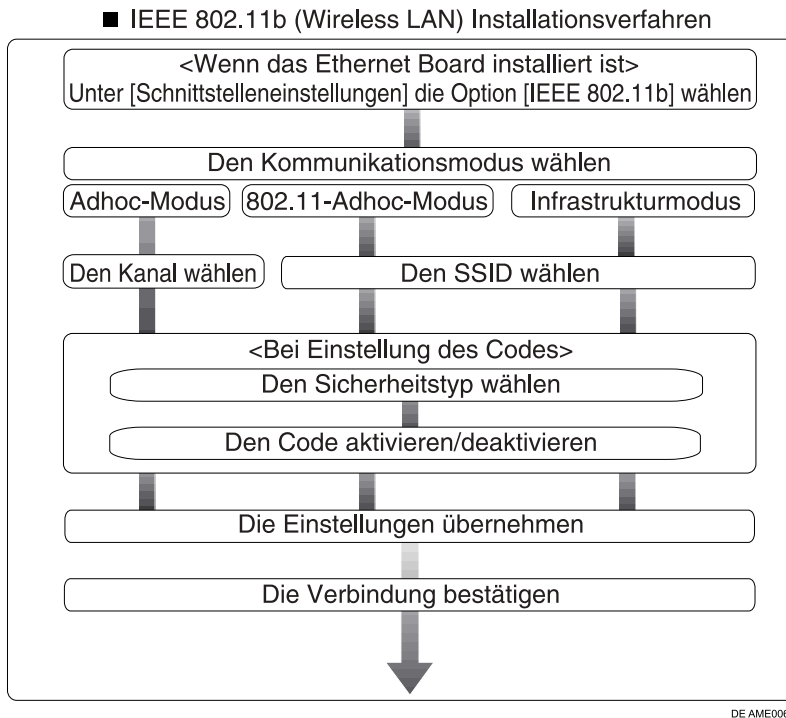 ■ IEEE 802.11b (Wireless LAN) Installationsverfahren
<Wenn das Ethernet Board installiert ist>
Unter [Schnittstelleneinstellungen] die Option [IEEE 802.11b] wählen
Den Kommunikationsmodus wählen
Adhoc-Modus
802.11-Adhoc-Modus
Infrastrukturmodus
Den Kanal wählen
Den SSID wählen
<Bei Einstellung des Codes>
Den Sicherheitstyp wählen
Den Code aktivieren/deaktivieren
Die Einstellungen übernehmen
Die Verbindung bestätigen
DE AME006